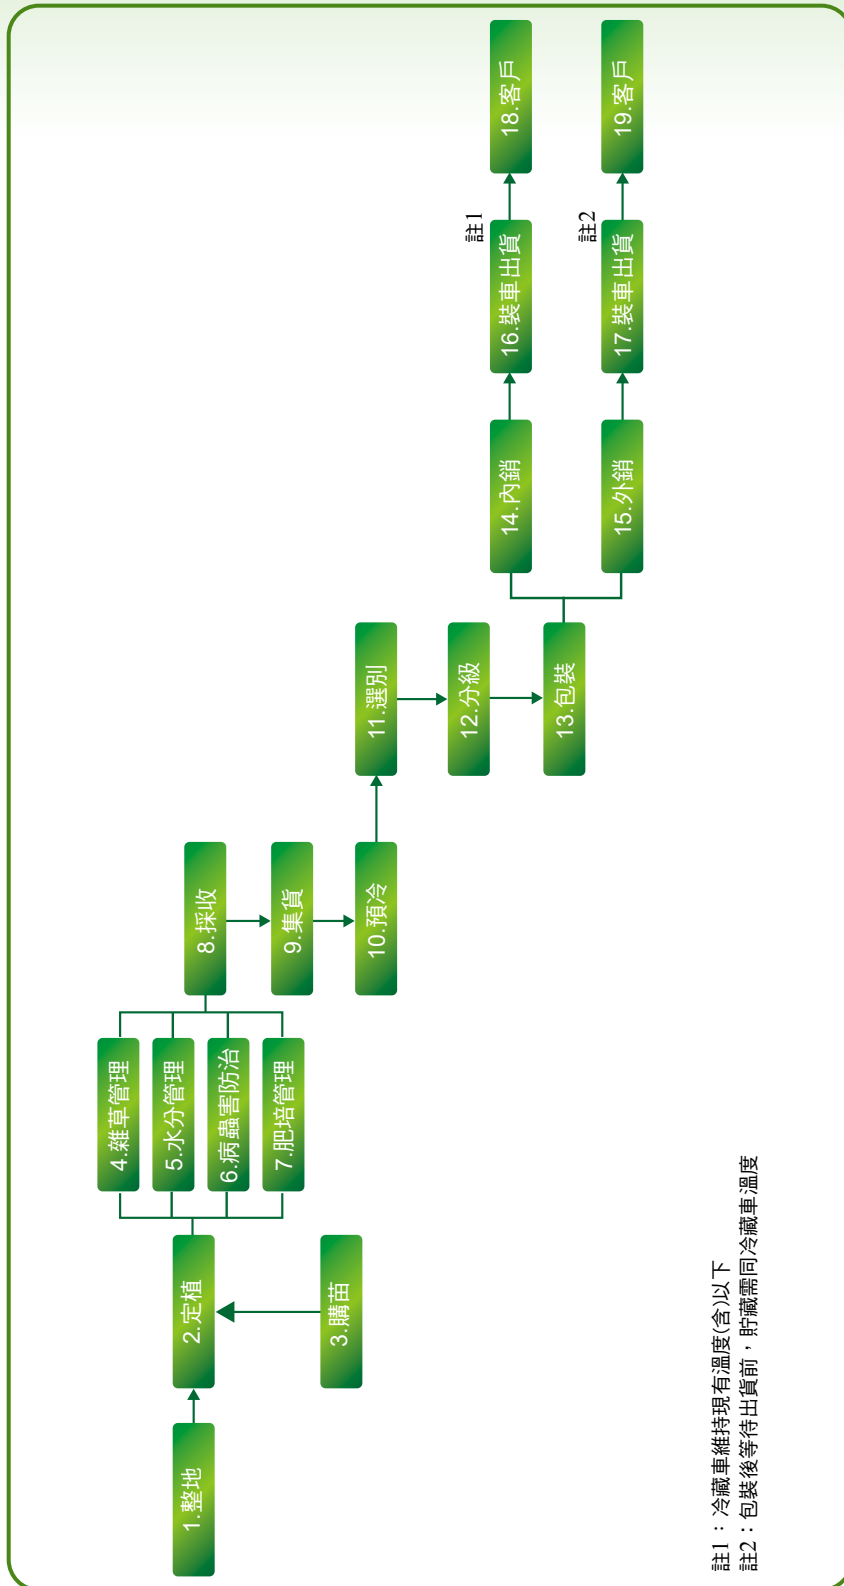 1.整地
2.定植
3.購苗
4.雜草管理
5.水分管理
6.病蟲害防治
7.肥培管理
8.採收
9.集貨
10.預冷
11.選別
12.分級
13.包裝
14.內銷
15.外銷
註1
16.裝車出貨
註2
17.裝車出貨
18.客戶
19.客戶
註1：冷藏車維持現有溫度(含)以下
註2：包裝後等待出貨前，貯藏需同冷藏車溫度